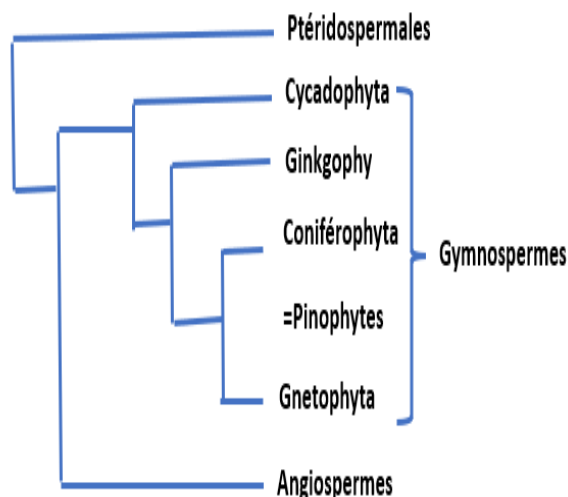 Ptéridospermales
Cycadophyta
Ginkgophy
Coniférophyta
Gymnospermes
=Pinophytes
Gnetophyta
Angiospermes